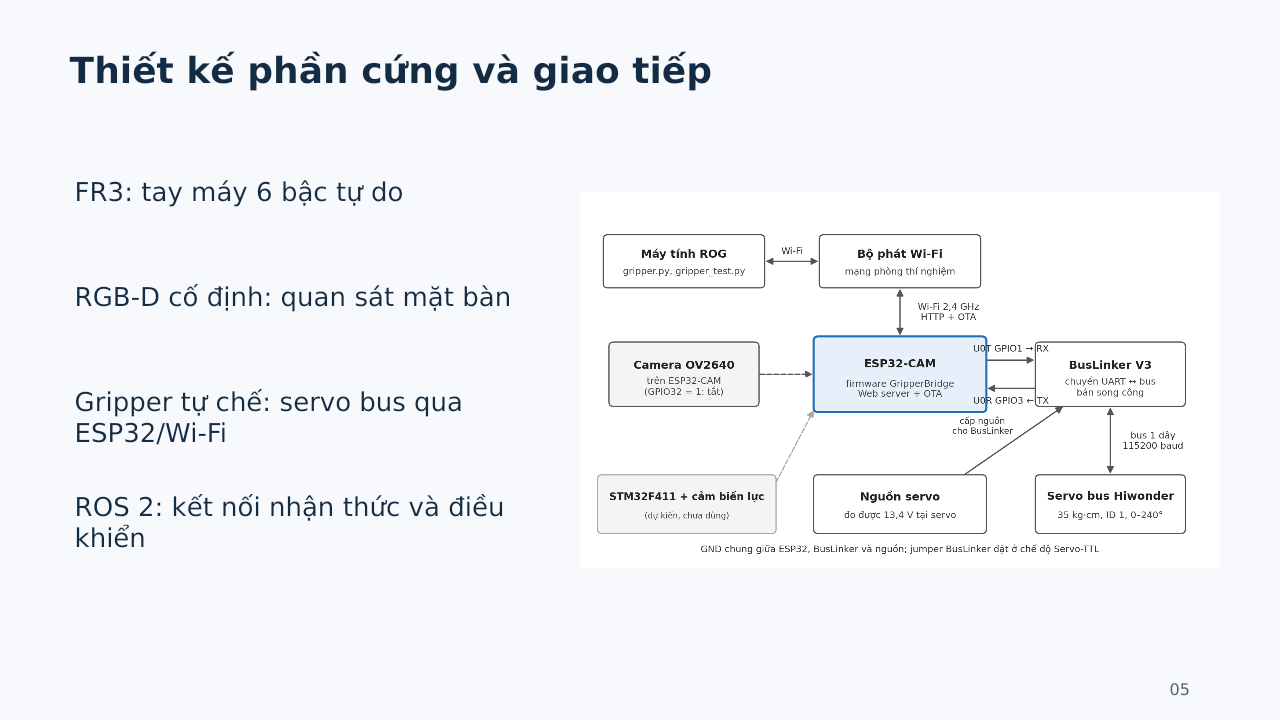 Thiết kế phần cứng và giao tiếp
FR3: tay máy 6 bậc tự do
RGB-D cố định: quan sát mặt bàn
Gripper tự chế: servo bus qua
ESP32/Wi-Fi
ROS 2: kết nối nhận thức và điều
khiển
Máy tính ROG
gripper.py, gripper_test.py
Wi-Fi
Bộ phát Wi-Fi
mạng phòng thí nghiệm
Wi-Fi 2,4 GHz
HTTP + OTA
Camera OV2640
trên ESP32-CAM
(GPIO32 = 1: tắt)
ESP32-CAM
firmware GripperBridge
Web server + OTA
U0T GPIO1 → RX
U0R GPIO3 ← TX
BusLinker V3
chuyển UART ↔ bus
bán song công
cấp nguồn
cho BusLinker
bus 1 dây
115200 baud
STM32F411 + cảm biến lực
(dự kiến, chưa dùng)
Nguồn servo
đo được 13,4 V tại servo
Servo bus Hiwonder
35 kg·cm, ID 1, 0–240°
GND chung giữa ESP32, BusLinker và nguồn; jumper BusLinker đặt ở chế độ Servo-TTL
05